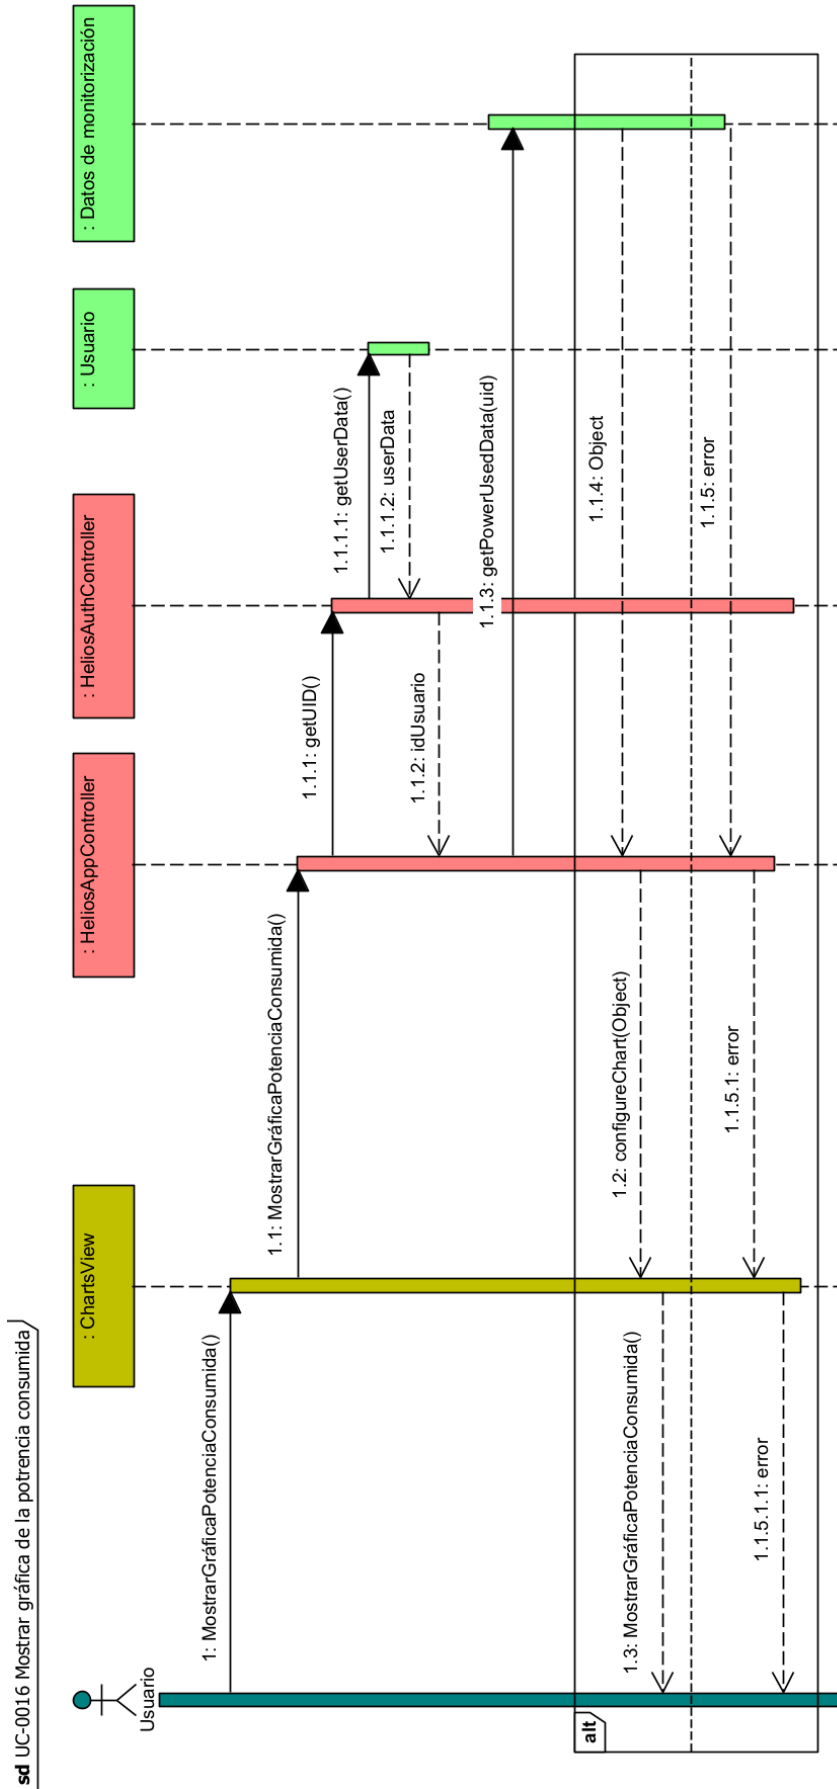 sd UC-0016 Mostrar gráfica de la potrencia consumida
Usuario
: ChartsView
: HeliosAppController
: HeliosAuthController
: Usuario
: Datos de monitorización
1: MostrarGráficaPotenciaConsumida()
1.1: MostrarGráficaPotenciaConsumida()
1.1.1: getUID()
1.1.1.1: getUserData()
1.1.1.2: userData
1.1.2: idUsuario
1.1.3: getPowerUsedData(uid)
alt
1.1.4: Object
1.2: configureChart(Object)
1.3: MostrarGráficaPotenciaConsumida()
1.1.5: error
1.1.5.1: error
1.1.5.1.1: error